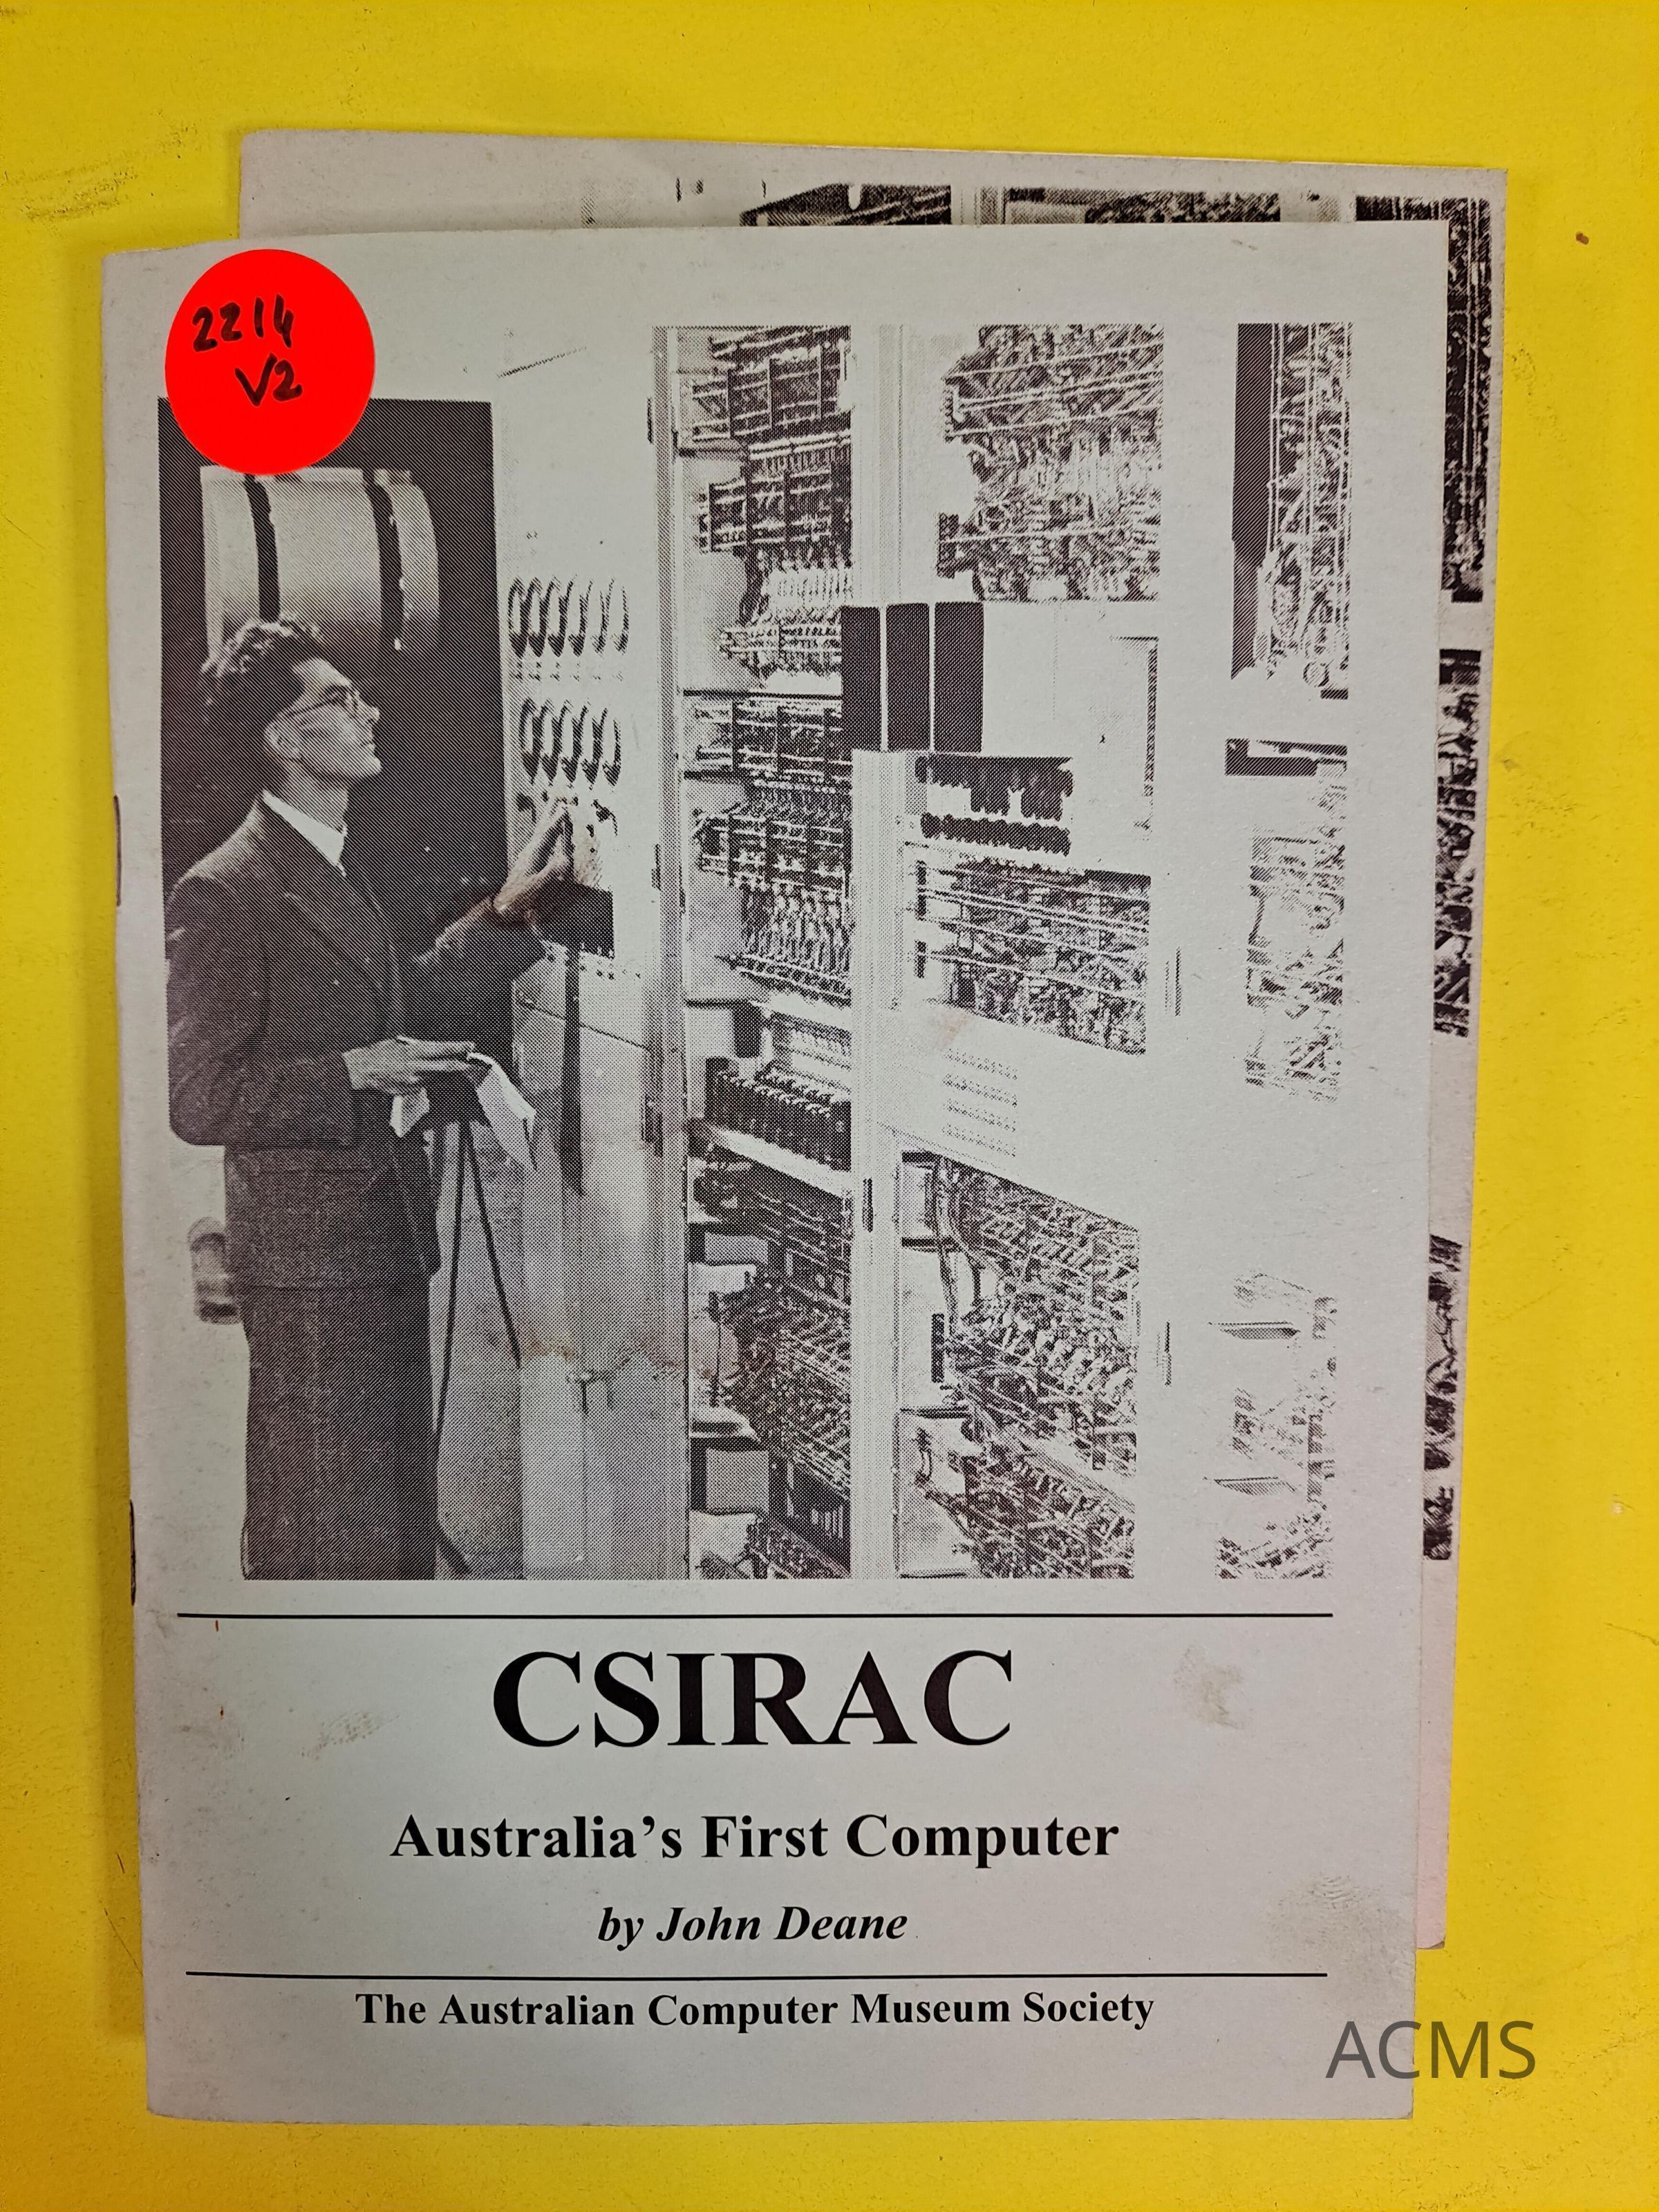 2214
V2
CSIRAC
Australia's First Computer
by John Deane
The Australian Computer Museum Society
ACMS